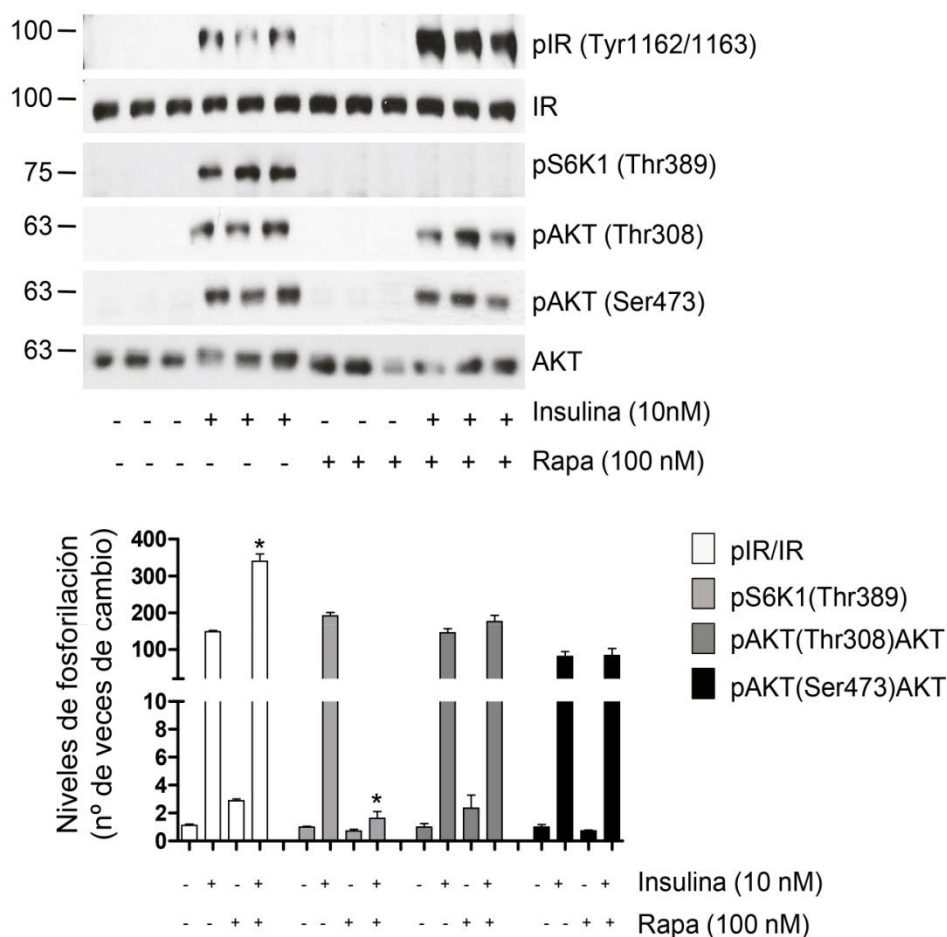 100 – pIR (Tyr1162/1163)
100 – IR
75 – pS6K1 (Thr389)
63 – pAKT (Thr308)
63 – pAKT (Ser473)
63 – AKT
- - - + + + - - - + + + Insulina (10nM)
- - - - - - + + + + + + Rapa (100 nM)
Niveles de fosforilación
(nº de veces de cambio)
400
300
200
100
10
8
6
4
2
0
* * 
pIR/IR
pS6K1(Thr389)
pAKT(Thr308)AKT
pAKT(Ser473)AKT
- + - + - + - + - + - + - + - + Insulina (10 nM)
- - + + - - + + - - + + - - + + Rapa (100 nM)